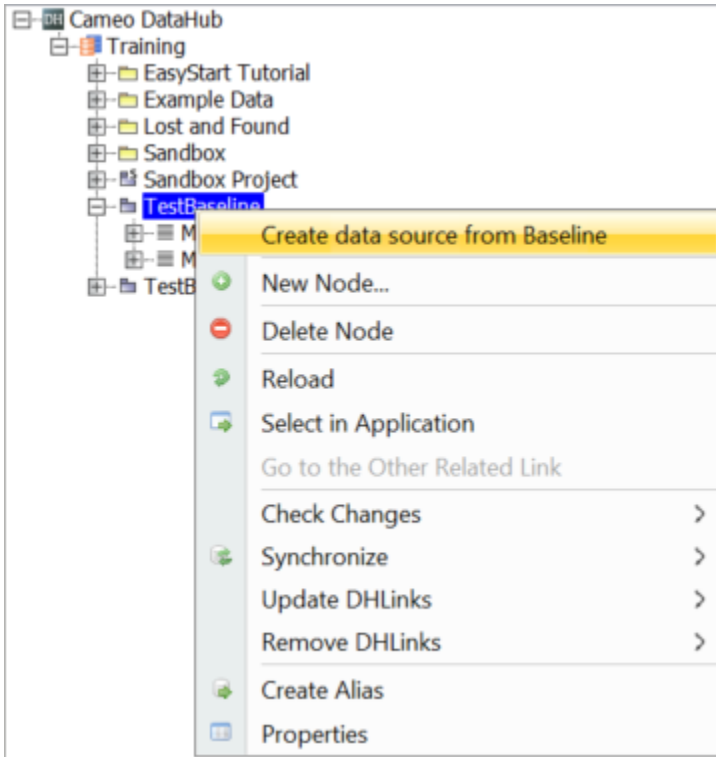 DH Cameo DataHub
Training
EasyStart Tutorial
Example Data
Lost and Found
Sandbox
Sandbox Project
TestBaseline
M
M
TestB
Create data source from Baseline
New Node...
Delete Node
Reload
Select in Application
Go to the Other Related Link
Check Changes
Synchronize
Update DHLinks
Remove DHLinks
Create Alias
Properties